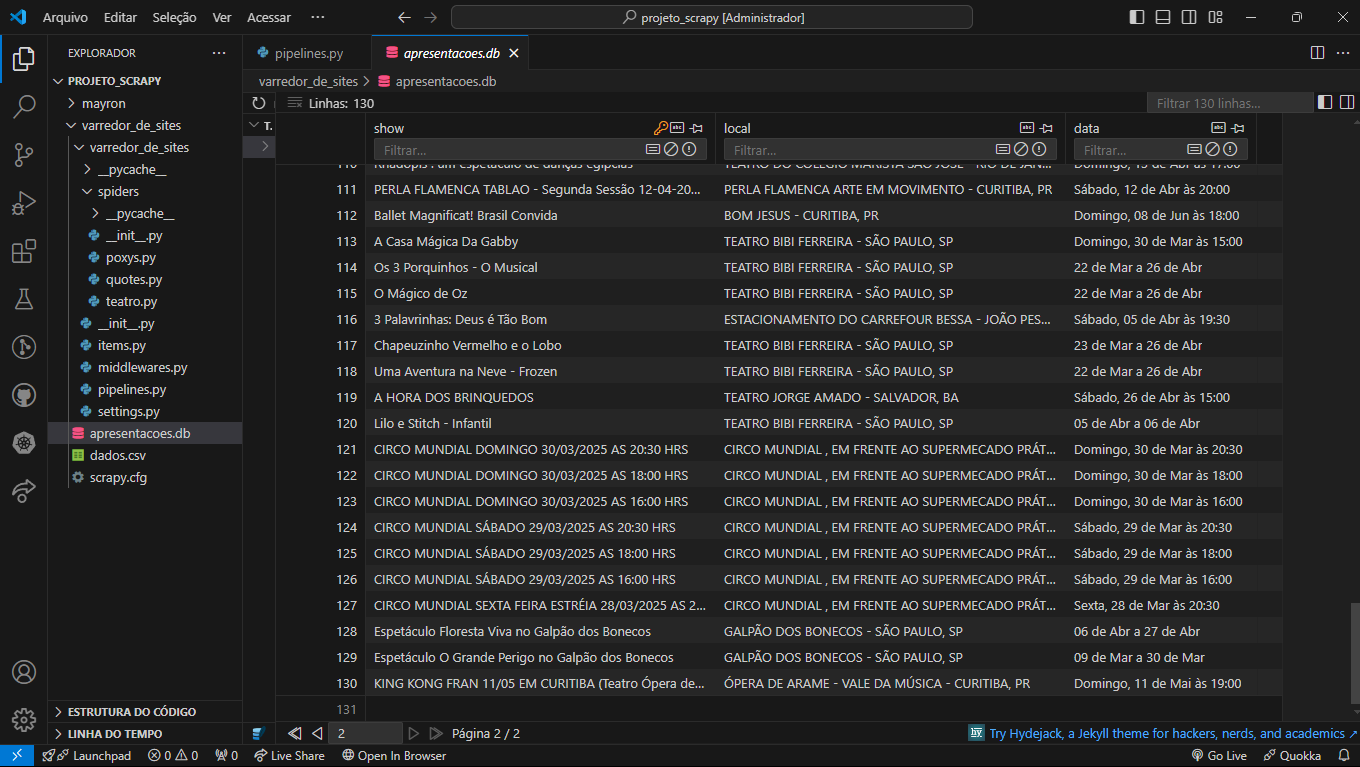 Arquivo Editar Seleção Ver Acessar ···
projeto_scrapy [Administrador]
EXPLORADOR ···
PROJETO_SCRAPY
mayron
varredor_de_sites
varredor_de_sites
__pycache__
spiders
__pycache__
__init__.py
poxys.py
quotes.py
teatro.py
__init__.py
items.py
middlewares.py
pipelines.py
settings.py
apresentacoes.db
dados.csv
scrapy.cfg
ESTRUTURA DO CÓDIGO
LINHA DO TEMPO
pipelines.py apresentacoes.db
varredor_de_sites > apresentacoes.db
Linhas: 130 Filtrar 130 linhas...
T.
show local data
Filtrar... Filtrar... Filtrar...
110 Rhadopis : um espetáculo de danças egípcias TEATRO DO COLÉGIO MARISTA SÃO JOSÉ - RIO DE JAN... Domingo, 13 de Abr às 17:00
111 PERLA FLAMENCA TABLAO - Segunda Sessão 12-04-20... PERLA FLAMENCA ARTE EM MOVIMENTO - CURITIBA, PR Sábado, 12 de Abr às 20:00
112 Ballet Magnificat! Brasil Convida BOM JESUS - CURITIBA, PR Domingo, 08 de Jun às 18:00
113 A Casa Mágica Da Gabby TEATRO BIBI FERREIRA - SÃO PAULO, SP Domingo, 30 de Mar às 15:00
114 Os 3 Porquinhos - O Musical TEATRO BIBI FERREIRA - SÃO PAULO, SP 22 de Mar a 26 de Abr
115 O Mágico de Oz TEATRO BIBI FERREIRA - SÃO PAULO, SP 22 de Mar a 26 de Abr
116 3 Palavrinhas: Deus é Tão Bom ESTACIONAMENTO DO CARREFOUR BESSA - JOÃO PES... Sábado, 05 de Abr às 19:30
117 Chapeuzinho Vermelho e o Lobo TEATRO BIBI FERREIRA - SÃO PAULO, SP 23 de Mar a 26 de Abr
118 Uma Aventura na Neve - Frozen TEATRO BIBI FERREIRA - SÃO PAULO, SP 22 de Mar a 26 de Abr
119 A HORA DOS BRINQUEDOS TEATRO JORGE AMADO - SALVADOR, BA Sábado, 26 de Abr às 15:00
120 Lilo e Stitch - Infantil TEATRO BIBI FERREIRA - SÃO PAULO, SP 05 de Abr a 06 de Abr
121 CIRCO MUNDIAL DOMINGO 30/03/2025 AS 20:30 HRS CIRCO MUNDIAL , EM FRENTE AO SUPERMECADO PRÁT... Domingo, 30 de Mar às 20:30
122 CIRCO MUNDIAL DOMINGO 30/03/2025 AS 18:00 HRS CIRCO MUNDIAL , EM FRENTE AO SUPERMECADO PRÁT... Domingo, 30 de Mar às 18:00
123 CIRCO MUNDIAL DOMINGO 30/03/2025 AS 16:00 HRS CIRCO MUNDIAL , EM FRENTE AO SUPERMECADO PRÁT... Domingo, 30 de Mar às 16:00
124 CIRCO MUNDIAL SÁBADO 29/03/2025 AS 20:30 HRS CIRCO MUNDIAL , EM FRENTE AO SUPERMECADO PRÁT... Sábado, 29 de Mar às 20:30
125 CIRCO MUNDIAL SÁBADO 29/03/2025 AS 18:00 HRS CIRCO MUNDIAL , EM FRENTE AO SUPERMECADO PRÁT... Sábado, 29 de Mar às 18:00
126 CIRCO MUNDIAL SÁBADO 29/03/2025 AS 16:00 HRS CIRCO MUNDIAL , EM FRENTE AO SUPERMECADO PRÁT... Sábado, 29 de Mar às 16:00
127 CIRCO MUNDIAL SEXTA FEIRA ESTRÉIA 28/03/2025 AS 2... CIRCO MUNDIAL , EM FRENTE AO SUPERMECADO PRÁT... Sexta, 28 de Mar às 20:30
128 Espetáculo Floresta Viva no Galpão dos Bonecos GALPÃO DOS BONECOS - SÃO PAULO, SP 06 de Abr a 27 de Abr
129 Espetáculo O Grande Perigo no Galpão dos Bonecos GALPÃO DOS BONECOS - SÃO PAULO, SP 09 de Mar a 30 de Mar
130 KING KONG FRAN 11/05 EM CURITIBA (Teatro Ópera de... ÓPERA DE ARAME - VALE DA MÚSICA - CURITIBA, PR Domingo, 11 de Mai às 19:00
131
2 Página 2 / 2 Try Hydejack, a Jekyll theme for hackers, nerds, and academics
Launchpad 0 0 0 Live Share Open In Browser Go Live Quokka